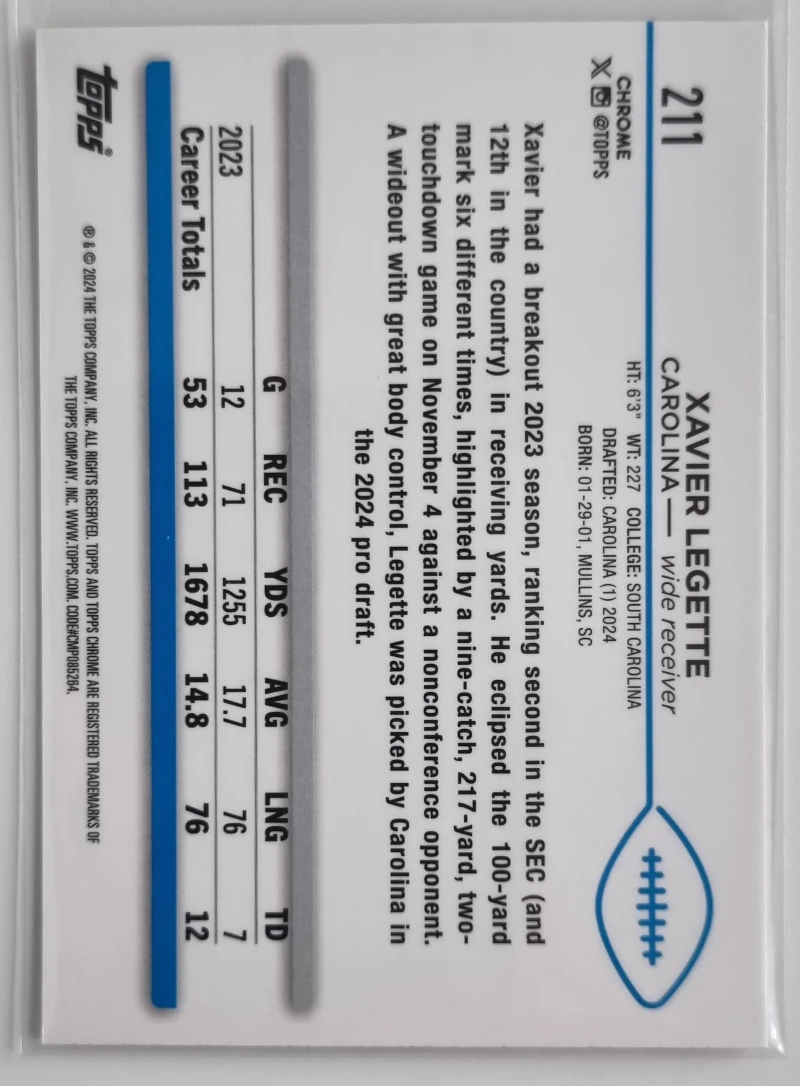 211
XAVIER LEGETTE
CAROLINA — wide receiver
CHROME
X @TOPPS
HT: 6'3" WT: 227 COLLEGE: SOUTH CAROLINA
DRAFTED: CAROLINA (1) 2024
BORN: 01-29-01, MULLINS, SC
Xavier had a breakout 2023 season, ranking second in the SEC (and
12th in the country) in receiving yards. He eclipsed the 100-yard
mark six different times, highlighted by a nine-catch, 217-yard, two-
touchdown game on November 4 against a nonconference opponent.
A wideout with great body control, Legette was picked by Carolina in
the 2024 pro draft.
G REC YDS AVG LNG TD
2023 12 71 1255 17.7 76 7
Career Totals 53 113 1678 14.8 76 12
topps®
® & © 2024 THE TOPPS COMPANY, INC. ALL RIGHTS RESERVED. TOPPS AND TOPPS CHROME ARE REGISTERED TRADEMARKS OF
THE TOPPS COMPANY, INC. WWW.TOPPS.COM. CODE#CMP085264.